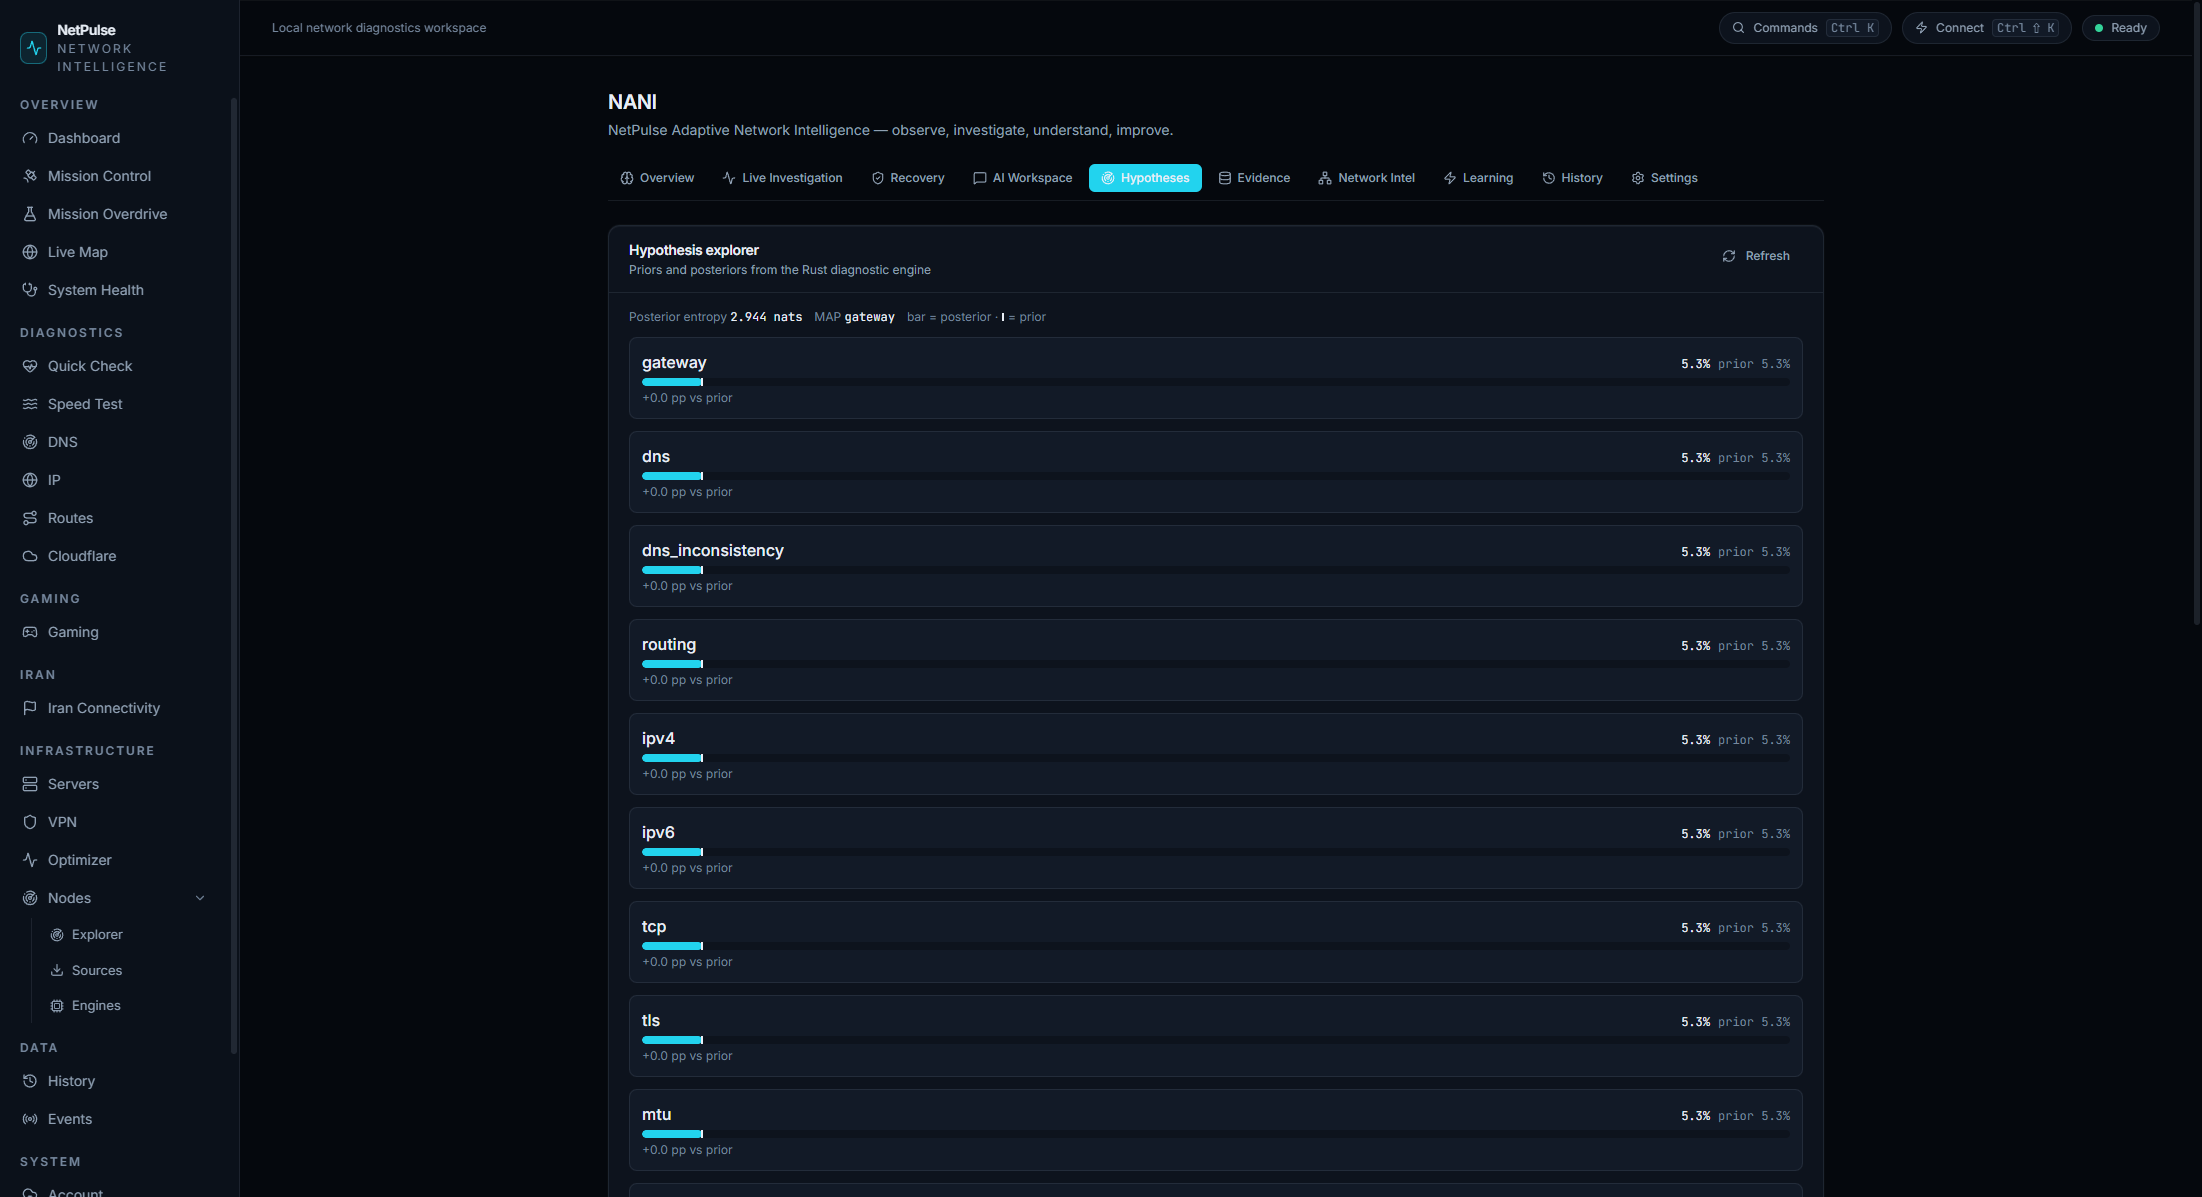 NetPulse
NETWORK
INTELLIGENCE
OVERVIEW
Dashboard
Mission Control
Mission Overdrive
Live Map
System Health
DIAGNOSTICS
Quick Check
Speed Test
DNS
IP
Routes
Cloudflare
GAMING
Gaming
IRAN
Iran Connectivity
INFRASTRUCTURE
Servers
VPN
Optimizer
Nodes
Explorer
Sources
Engines
DATA
History
Events
SYSTEM
Account
Local network diagnostics workspace
Commands Ctrl K
Connect Ctrl ⇧ K
Ready
NANI
NetPulse Adaptive Network Intelligence — observe, investigate, understand, improve.
Overview Live Investigation Recovery AI Workspace Hypotheses Evidence Network Intel Learning History Settings
Hypothesis explorer
Priors and posteriors from the Rust diagnostic engine
Refresh
Posterior entropy 2.944 nats MAP gateway bar = posterior · I = prior
gateway 5.3% prior 5.3%
+0.0 pp vs prior
dns 5.3% prior 5.3%
+0.0 pp vs prior
dns_inconsistency 5.3% prior 5.3%
+0.0 pp vs prior
routing 5.3% prior 5.3%
+0.0 pp vs prior
ipv4 5.3% prior 5.3%
+0.0 pp vs prior
ipv6 5.3% prior 5.3%
+0.0 pp vs prior
tcp 5.3% prior 5.3%
+0.0 pp vs prior
tls 5.3% prior 5.3%
+0.0 pp vs prior
mtu 5.3% prior 5.3%
+0.0 pp vs prior